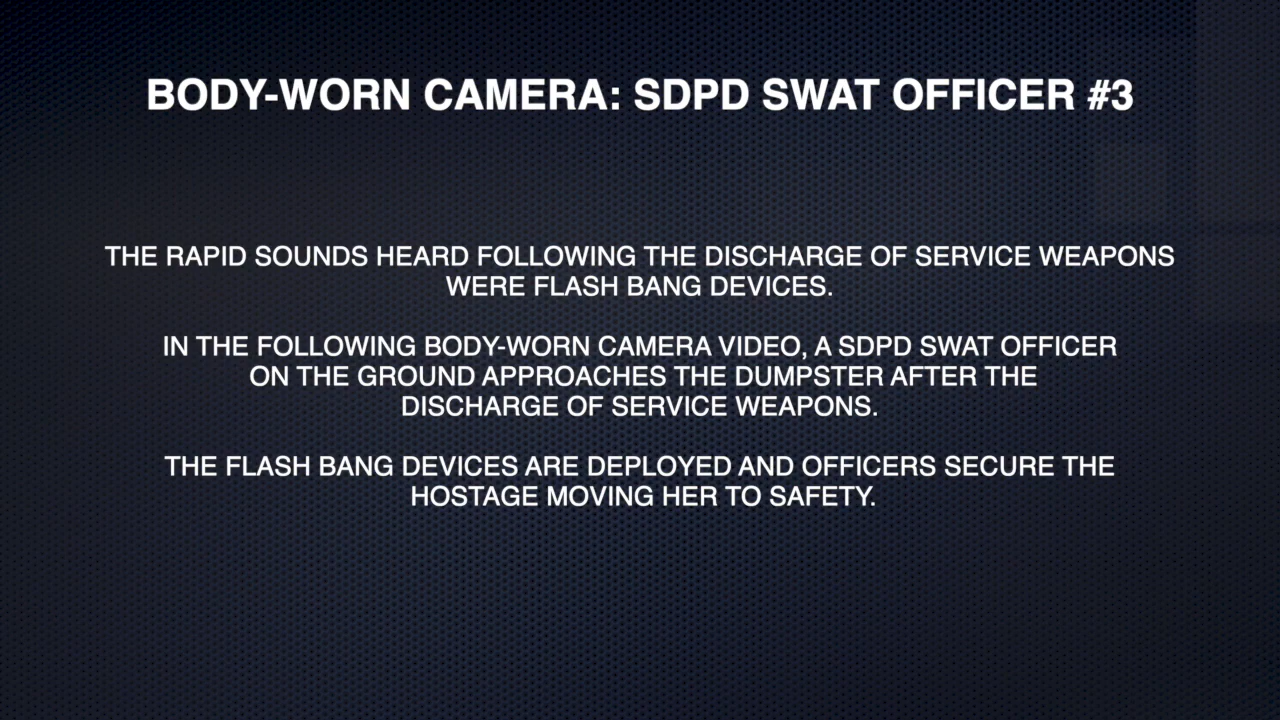 BODY-WORN CAMERA: SDPD SWAT OFFICER #3
THE RAPID SOUNDS HEARD FOLLOWING THE DISCHARGE OF SERVICE WEAPONS
WERE FLASH BANG DEVICES.
IN THE FOLLOWING BODY-WORN CAMERA VIDEO, A SDPD SWAT OFFICER
ON THE GROUND APPROACHES THE DUMPSTER AFTER THE
DISCHARGE OF SERVICE WEAPONS.
THE FLASH BANG DEVICES ARE DEPLOYED AND OFFICERS SECURE THE
HOSTAGE MOVING HER TO SAFETY.